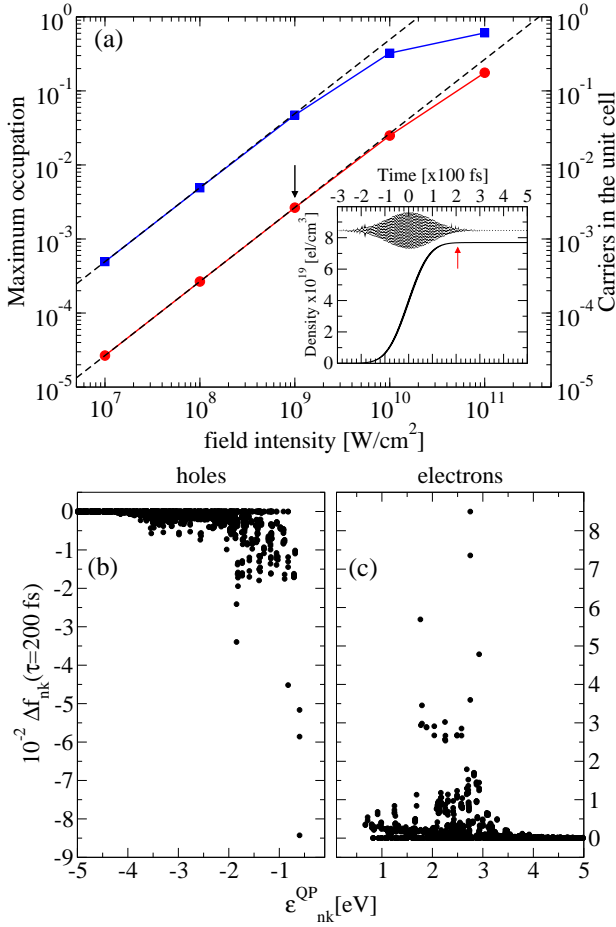 (a)
Maximum occupation
10^0
10^-1
10^-2
10^-3
10^-4
10^-5
10^7
10^8
10^9
10^10
10^11
field intensity [W/cm^2]
10^0
10^-1
10^-2
10^-3
10^-4
10^-5
Carriers in the unit cell
Time [x100 fs]
-3 -2 -1 0 1 2 3 4 5
Density x10^19 [el/cm^3]
8
6
4
2
0
holes
electrons
(b)
(c)
10^-2 Δf_nk(τ=200 fs)
0
-1
-2
-3
-4
-5
-6
-7
-8
-9
8
7
6
5
4
3
2
1
0
-5 -4 -3 -2 -1
1 2 3 4 5
ε^QP_nk[eV]